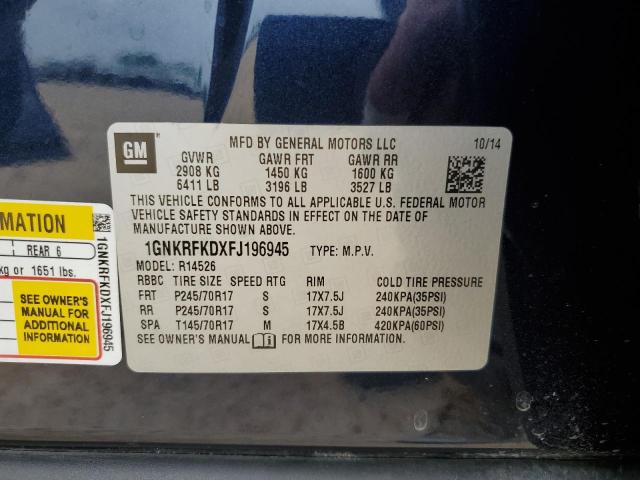 GM
MFD BY GENERAL MOTORS LLC 10/14
GVWR GAWR FRT GAWR RR
2908 KG 1450 KG 1600 KG
6411 LB 3196 LB 3527 LB
THIS VEHICLE CONFORMS TO ALL APPLICABLE U.S. FEDERAL MOTOR
VEHICLE SAFETY STANDARDS IN EFFECT ON THE DATE OF
MANUFACTURE SHOWN ABOVE.
1GNKRFKDXFJ196945 TYPE: M.P.V.
MODEL: R14526
RBBC TIRE SIZE SPEED RTG RIM COLD TIRE PRESSURE
FRT P245/70R17 S 17X7.5J 240KPA(35PSI)
RR P245/70R17 S 17X7.5J 240KPA(35PSI)
SPA T145/70R17 M 17X4.5B 420KPA(60PSI)
SEE OWNER'S MANUAL FOR MORE INFORMATION.
REAR 6
kg or 1651 lbs.
SEE OWNER'S
MANUAL FOR
ADDITIONAL
INFORMATION
1GNKRFKDXFJ196945